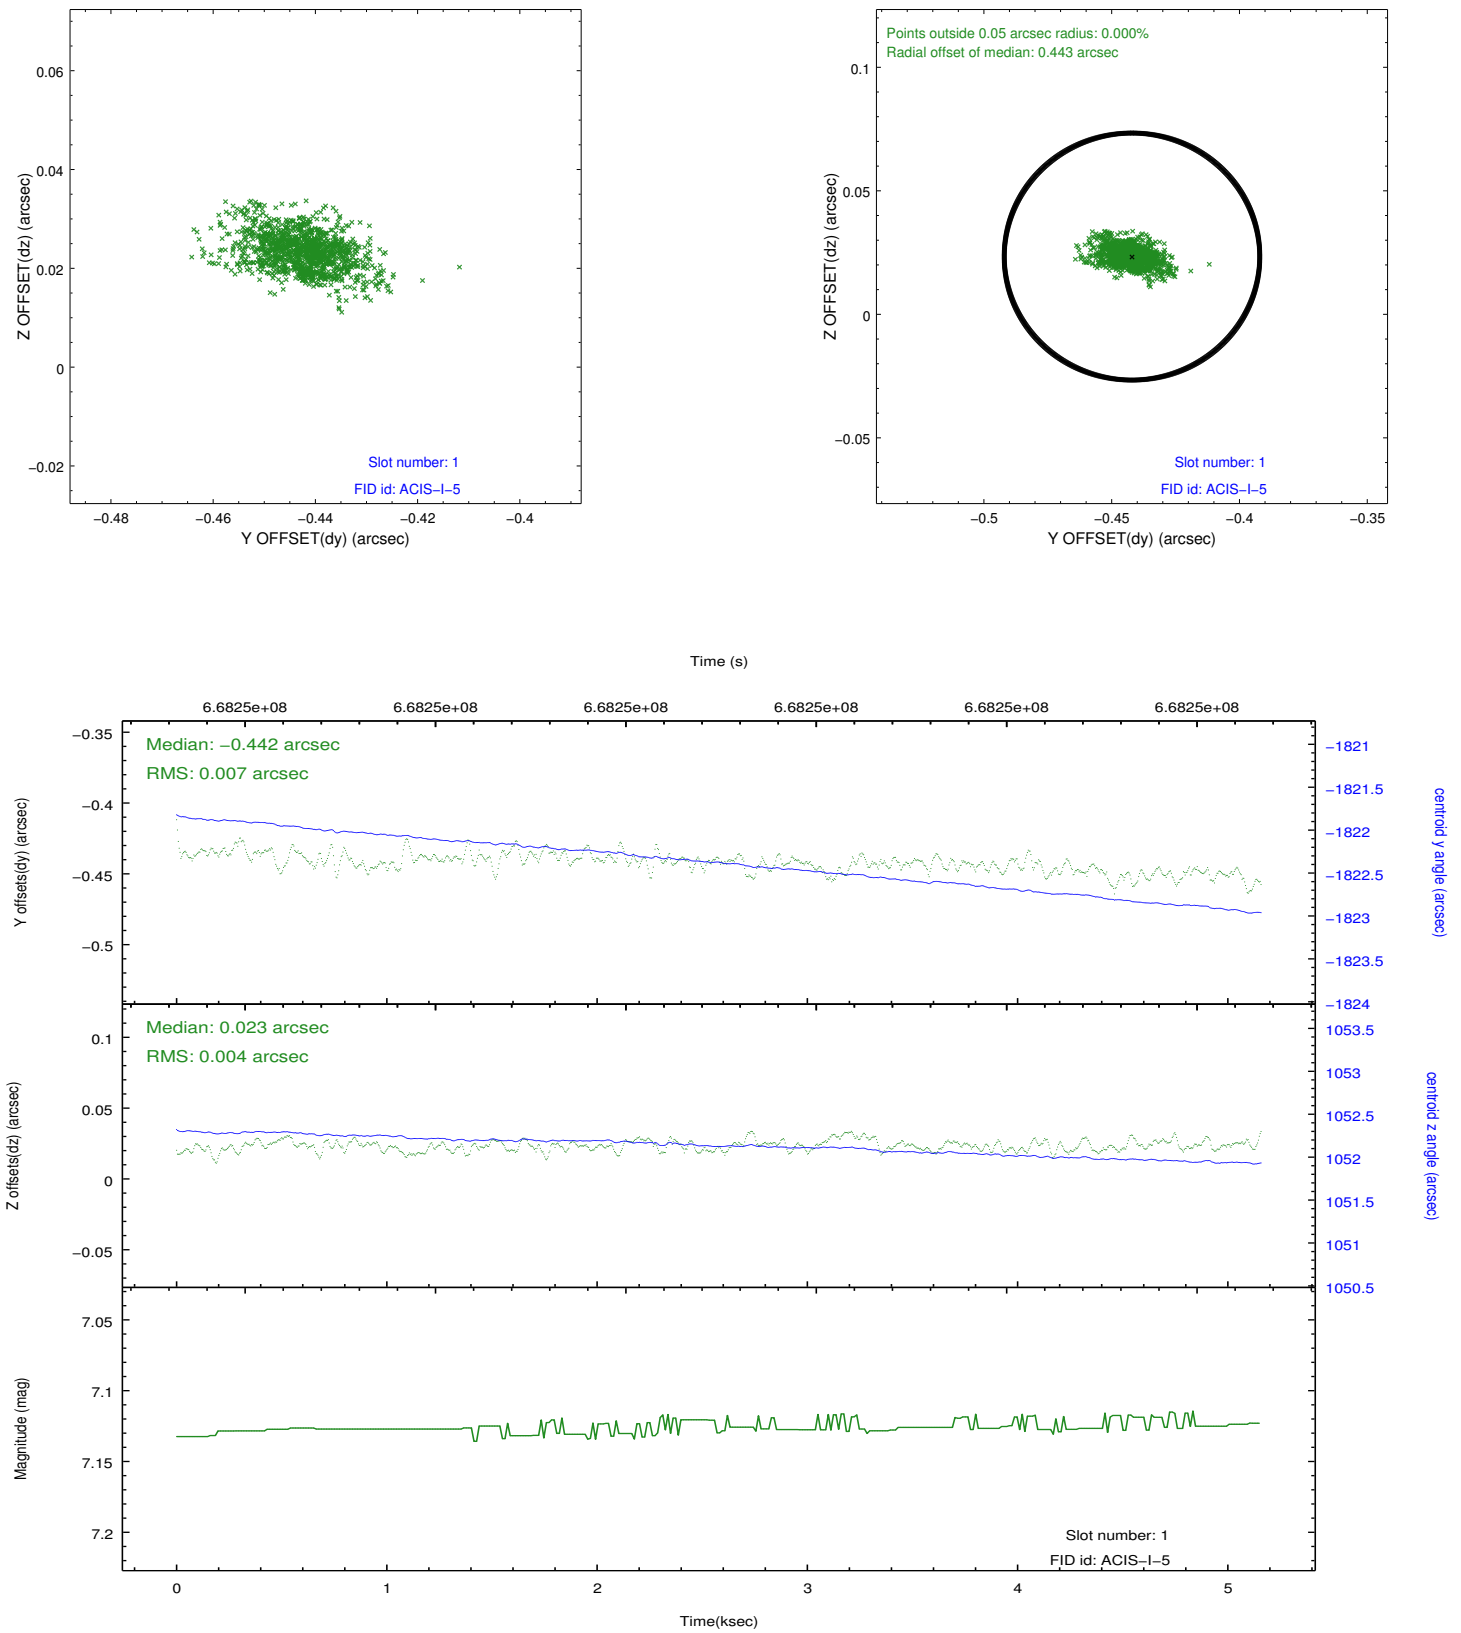 0.06
0.04
0.02
0
−0.02
Z OFFSET(dz) (arcsec)
Slot number: 1
FID id: ACIS−I−5
−0.48
−0.46
−0.44
−0.42
−0.4
Y OFFSET(dy) (arcsec)
Points outside 0.05 arcsec radius: 0.000%
Radial offset of median: 0.443 arcsec
0.1
0.05
0
−0.05
Z OFFSET(dz) (arcsec)
Slot number: 1
FID id: ACIS−I−5
−0.5
−0.45
−0.4
−0.35
Y OFFSET(dy) (arcsec)
Time (s)
6.6825e+08
6.6825e+08
6.6825e+08
6.6825e+08
6.6825e+08
6.6825e+08
−0.35
−0.4
−0.45
−0.5
Y offsets(dy) (arcsec)
Median: −0.442 arcsec
RMS: 0.007 arcsec
−1821
−1821.5
−1822
−1822.5
−1823
−1823.5
−1824
centroid y angle (arcsec)
0.1
0.05
0
−0.05
Z offsets(dz) (arcsec)
Median: 0.023 arcsec
RMS: 0.004 arcsec
1053.5
1053
1052.5
1052
1051.5
1051
1050.5
centroid z angle (arcsec)
7.05
7.1
7.15
7.2
Magnitude (mag)
Slot number: 1
FID id: ACIS−I−5
0
1
2
3
4
5
Time(ksec)